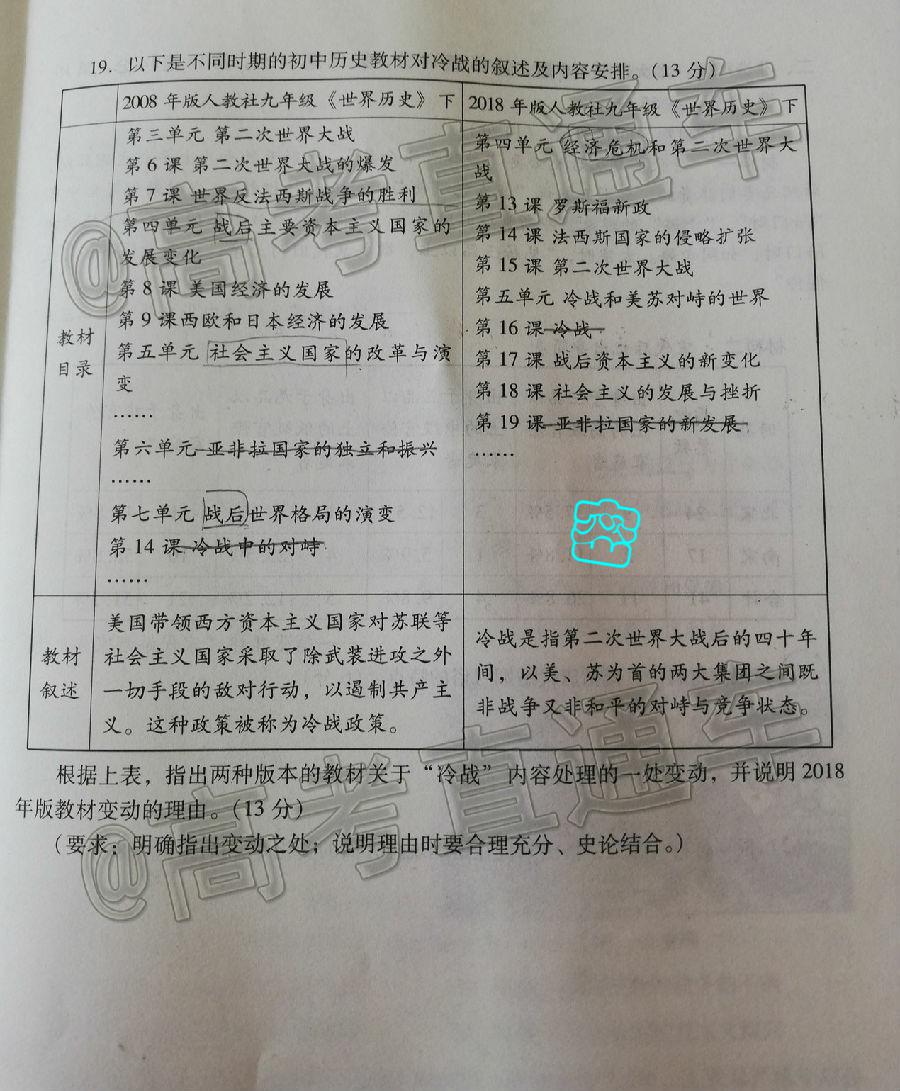 19. 以下是不同时期的初中历史教材对冷战的叙述及内容安排。(13 分)
2008 年版人教社九年级《世界历史》下
2018 年版人教社九年级《世界历史》下
教材
目录
第三单元 第二次世界大战
第 6 课 第二次世界大战的爆发
第 7 课 世界反法西斯战争的胜利
第四单元 战后主要资本主义国家的
发展变化
第 8 课 美国经济的发展
第 9 课西欧和日本经济的发展
第五单元 社会主义国家的改革与演
变
……
第六单元 亚非拉国家的独立和振兴
……
第七单元 战后世界格局的演变
第 14 课 冷战中的对峙
……
第四单元 经济危机和第二次世界大
战
第 13 课 罗斯福新政
第 14 课 法西斯国家的侵略扩张
第 15 课 第二次世界大战
第五单元 冷战和美苏对峙的世界
第 16 课 冷战
第 17 课 战后资本主义的新变化
第 18 课 社会主义的发展与挫折
第 19 课 亚非拉国家的新发展
……
教材
叙述
美国带领西方资本主义国家对苏联等
社会主义国家采取了除武装进攻之外
一切手段的敌对行动，以遏制共产主
义。这种政策被称为冷战政策。
冷战是指第二次世界大战后的四十年
间，以美、苏为首的两大集团之间既
非战争又非和平的对峙与竞争状态。
根据上表，指出两种版本的教材关于“冷战”内容处理的一处变动，并说明 2018
年版教材变动的理由。(13 分)
（要求：明确指出变动之处；说明理由时要合理充分、史论结合。）
@高考直通车
@高考直通车